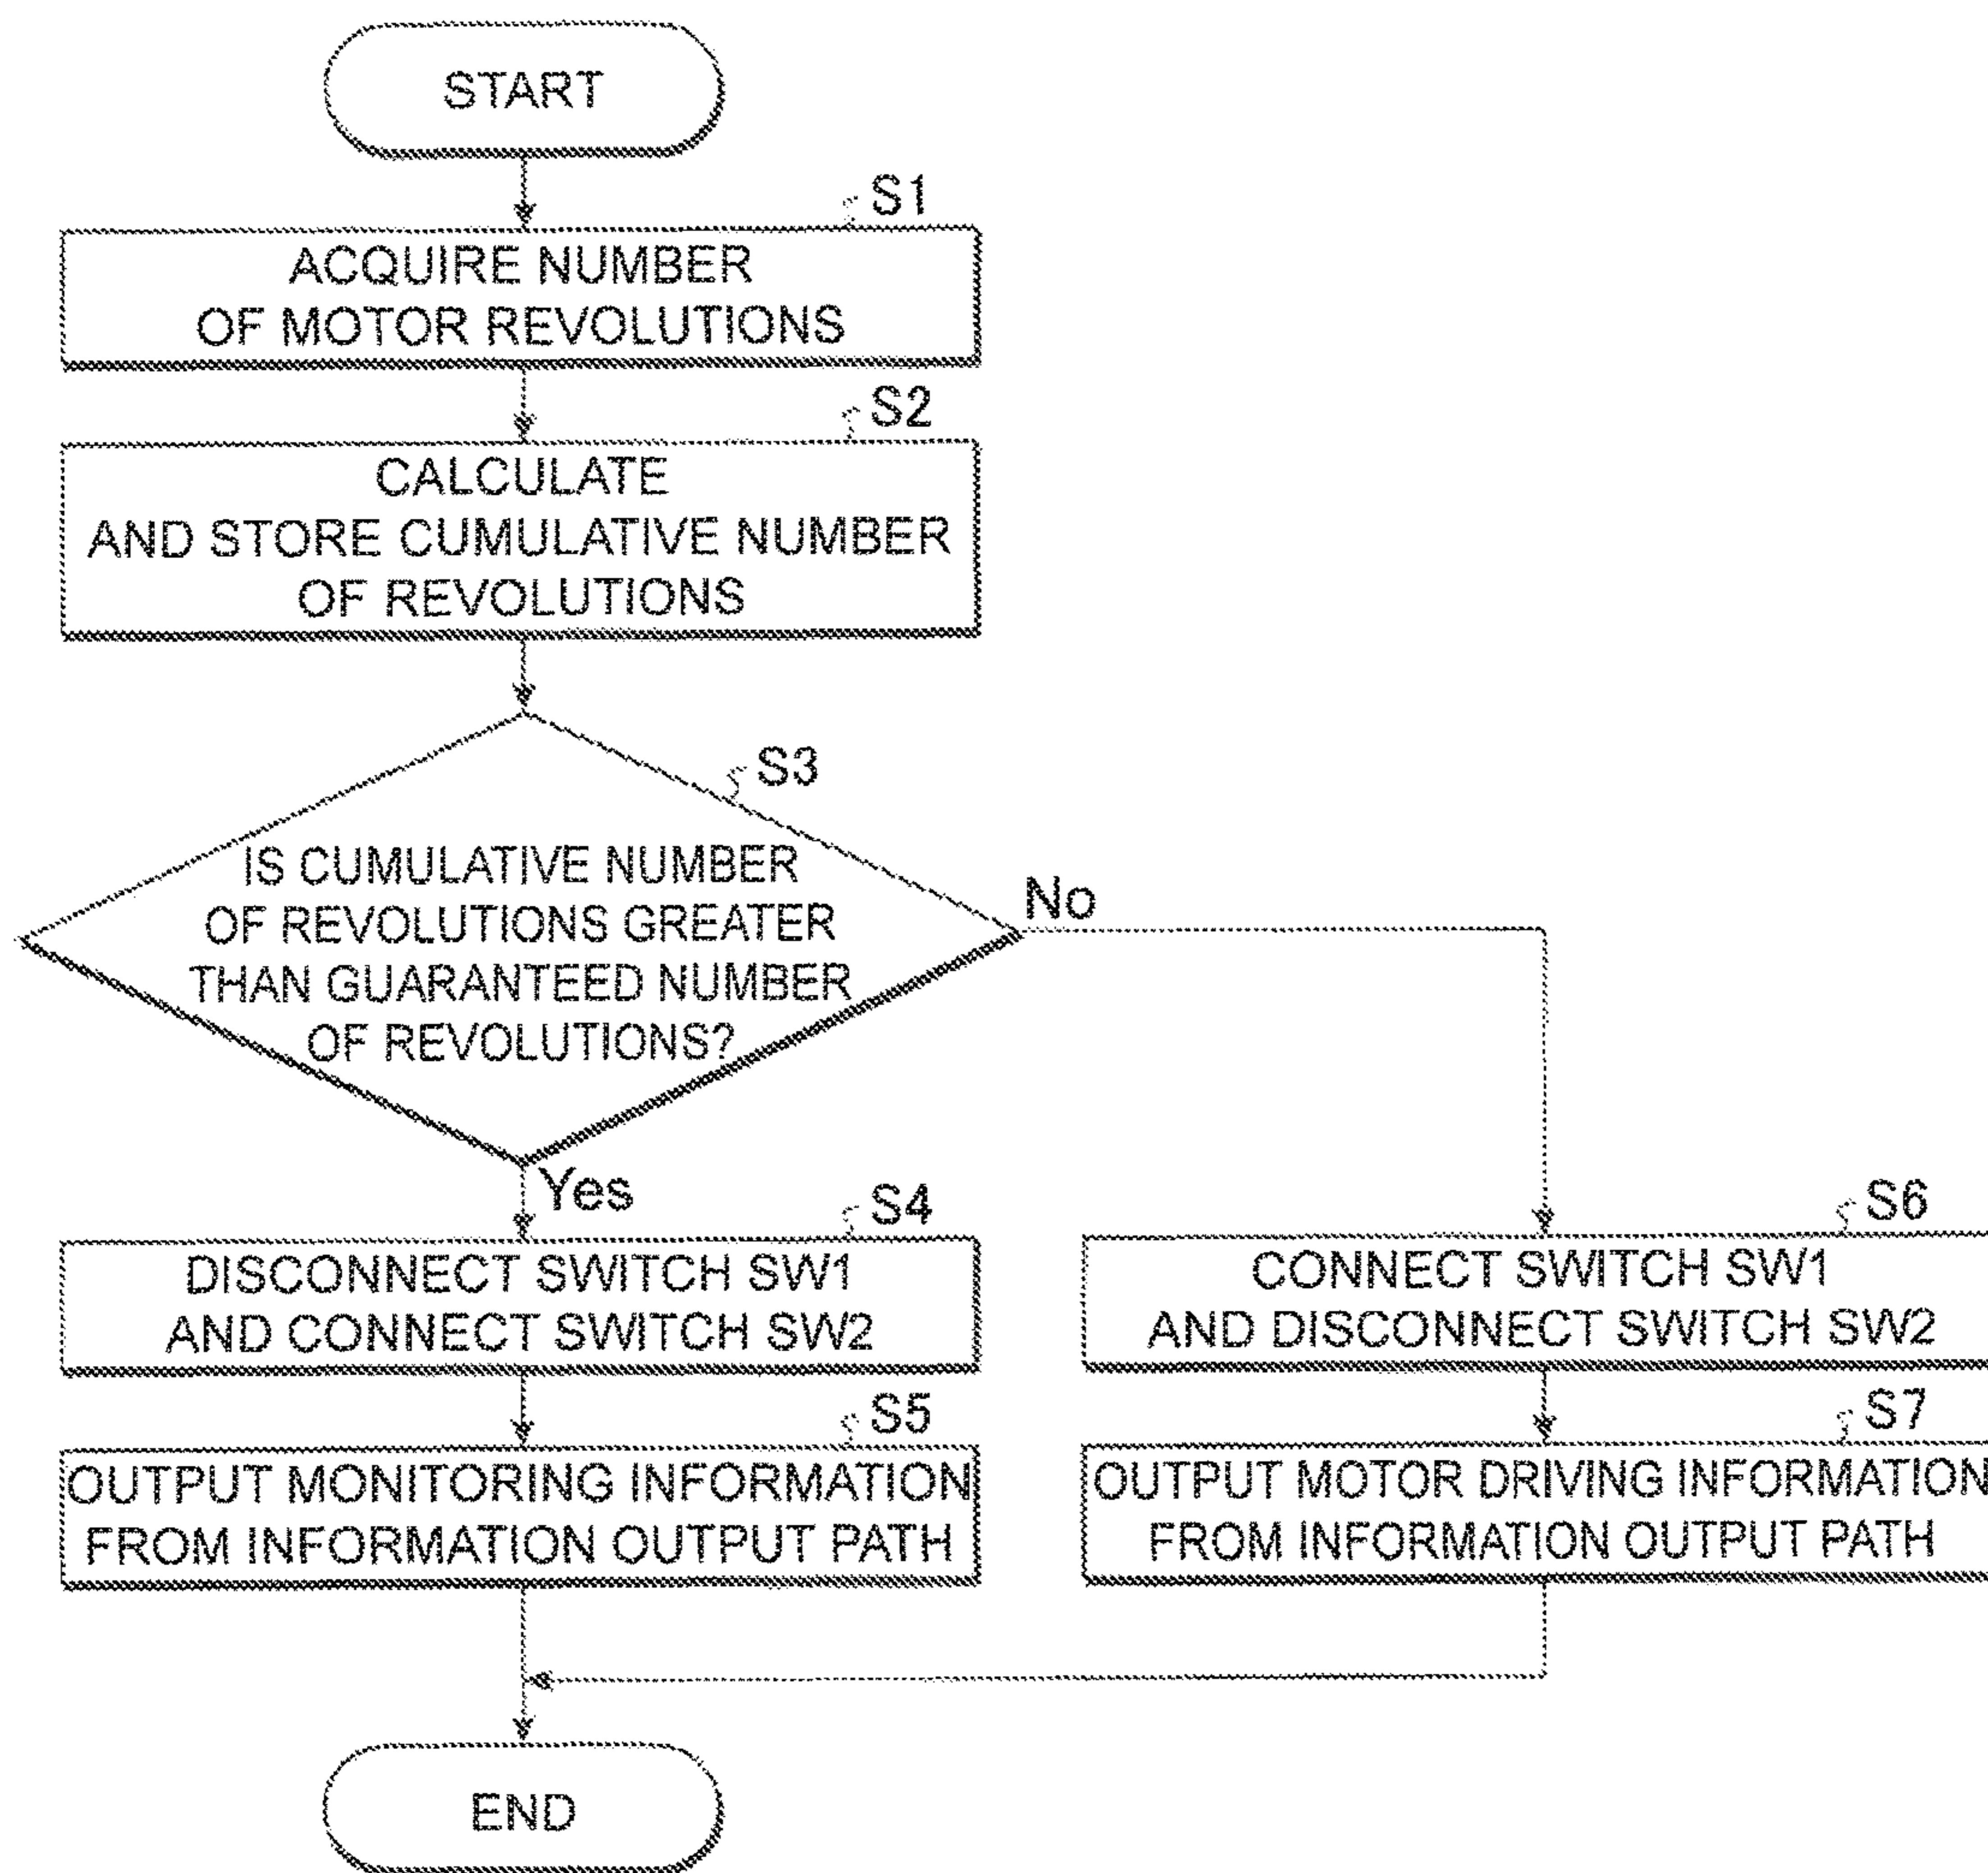 START
S1
ACQUIRE NUMBER
OF MOTOR REVOLUTIONS
S2
CALCULATE
AND STORE CUMULATIVE NUMBER
OF REVOLUTIONS
S3
IS CUMULATIVE NUMBER
OF REVOLUTIONS GREATER
THAN GUARANTEED NUMBER
OF REVOLUTIONS?
No
Yes
S4
DISCONNECT SWITCH SW1
AND CONNECT SWITCH SW2
S6
CONNECT SWITCH SW1
AND DISCONNECT SWITCH SW2
S5
OUTPUT MONITORING INFORMATION
FROM INFORMATION OUTPUT PATH
S7
OUTPUT MOTOR DRIVING INFORMATION
FROM INFORMATION OUTPUT PATH
END